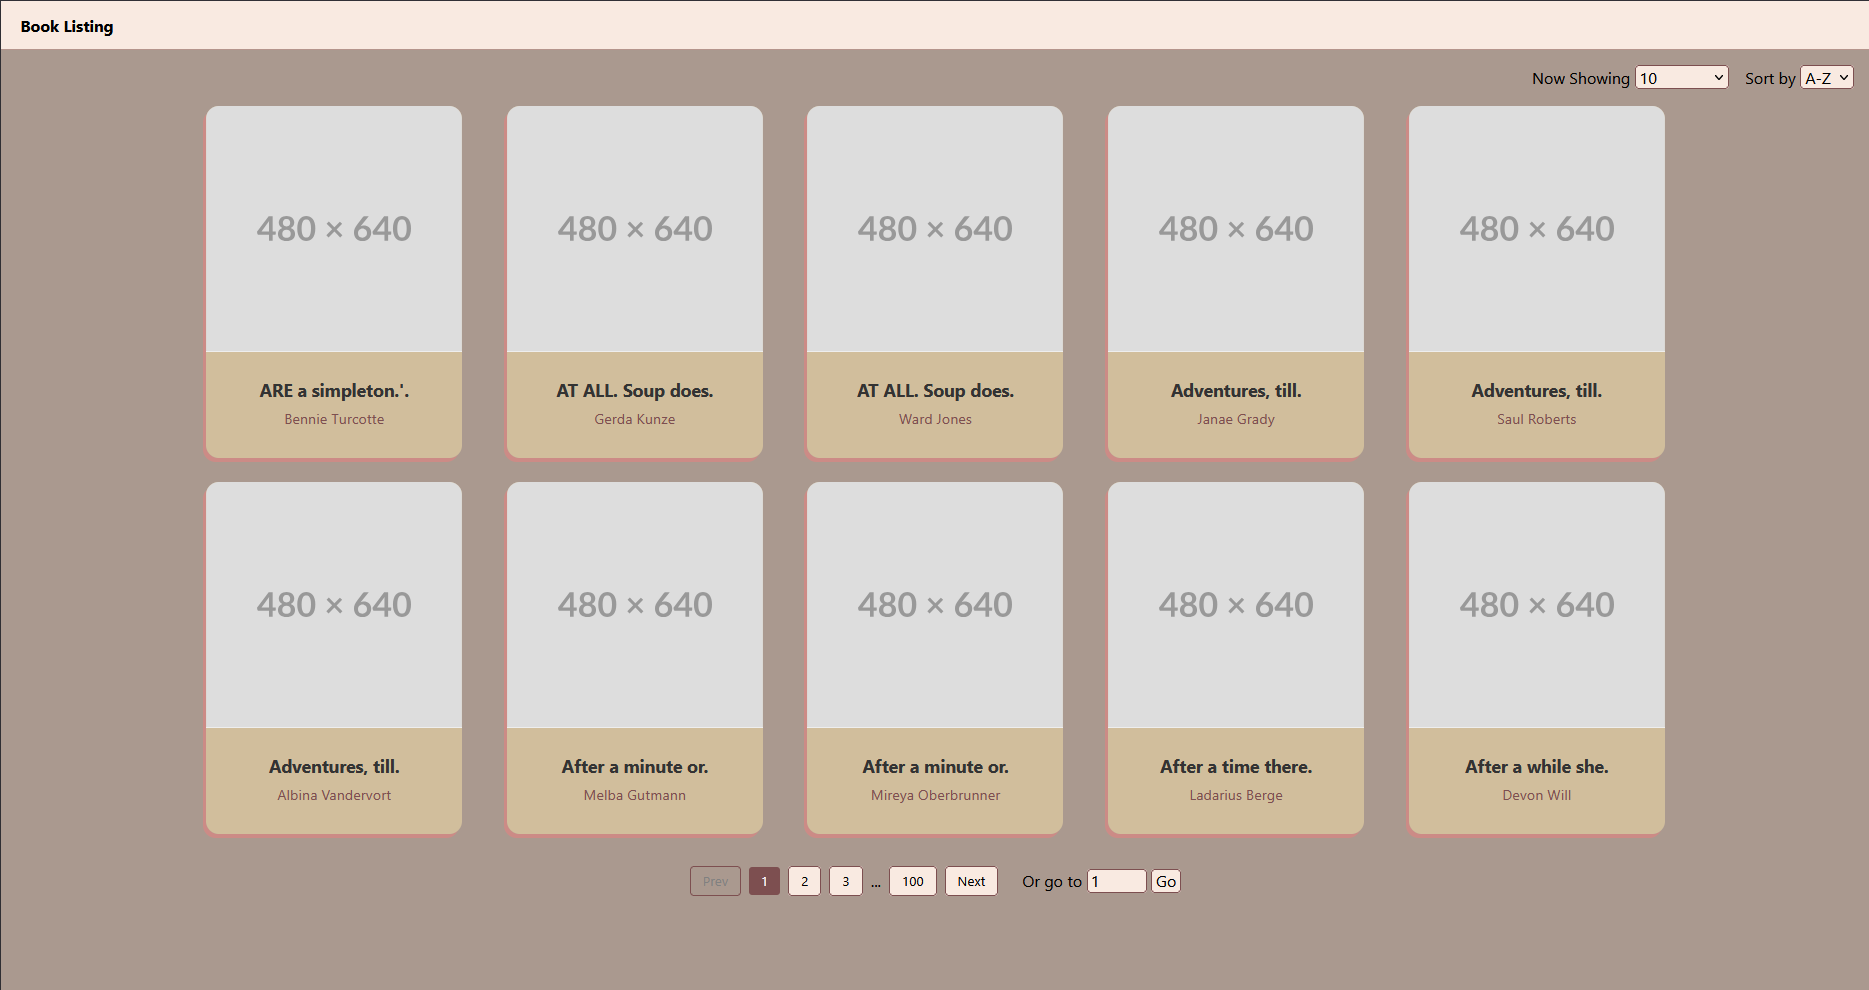 Book Listing
Now Showing 10 Sort by A-Z
480 × 640 480 × 640 480 × 640 480 × 640 480 × 640
ARE a simpleton.'. AT ALL. Soup does. AT ALL. Soup does. Adventures, till. Adventures, till.
Bennie Turcotte Gerda Kunze Ward Jones Janae Grady Saul Roberts
480 × 640 480 × 640 480 × 640 480 × 640 480 × 640
Adventures, till. After a minute or. After a minute or. After a time there. After a while she.
Albina Vandervort Melba Gutmann Mireya Oberbrunner Ladarius Berge Devon Will
Prev 1 2 3 ... 100 Next Or go to 1 Go